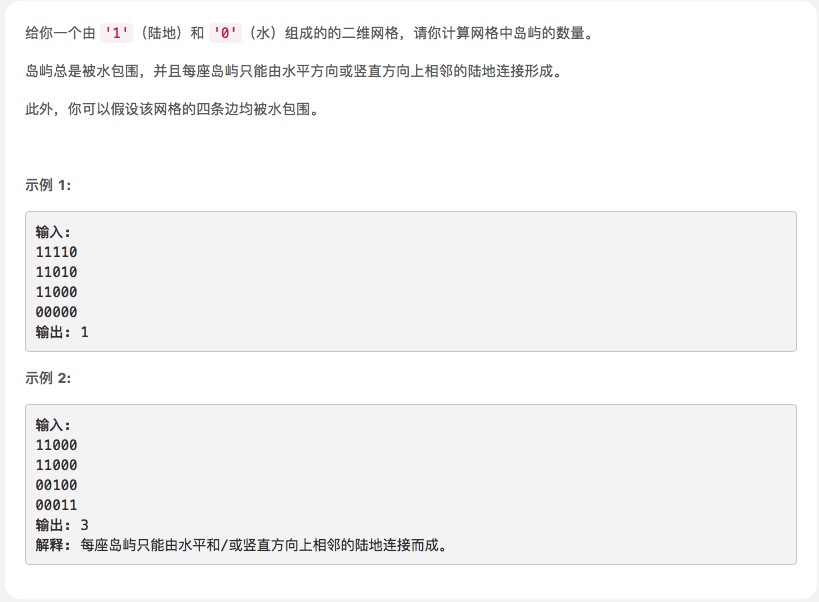 给你一个由 '1'（陆地）和 '0'（水）组成的的二维网格，请你计算网格中岛屿的数量。
岛屿总是被水包围，并且每座岛屿只能由水平方向或竖直方向上相邻的陆地连接形成。
此外，你可以假设该网格的四条边均被水包围。
示例 1:
输入:
11110
11010
11000
00000
输出: 1
示例 2:
输入:
11000
11000
00100
00011
输出: 3
解释: 每座岛屿只能由水平和/或竖直方向上相邻的陆地连接而成。